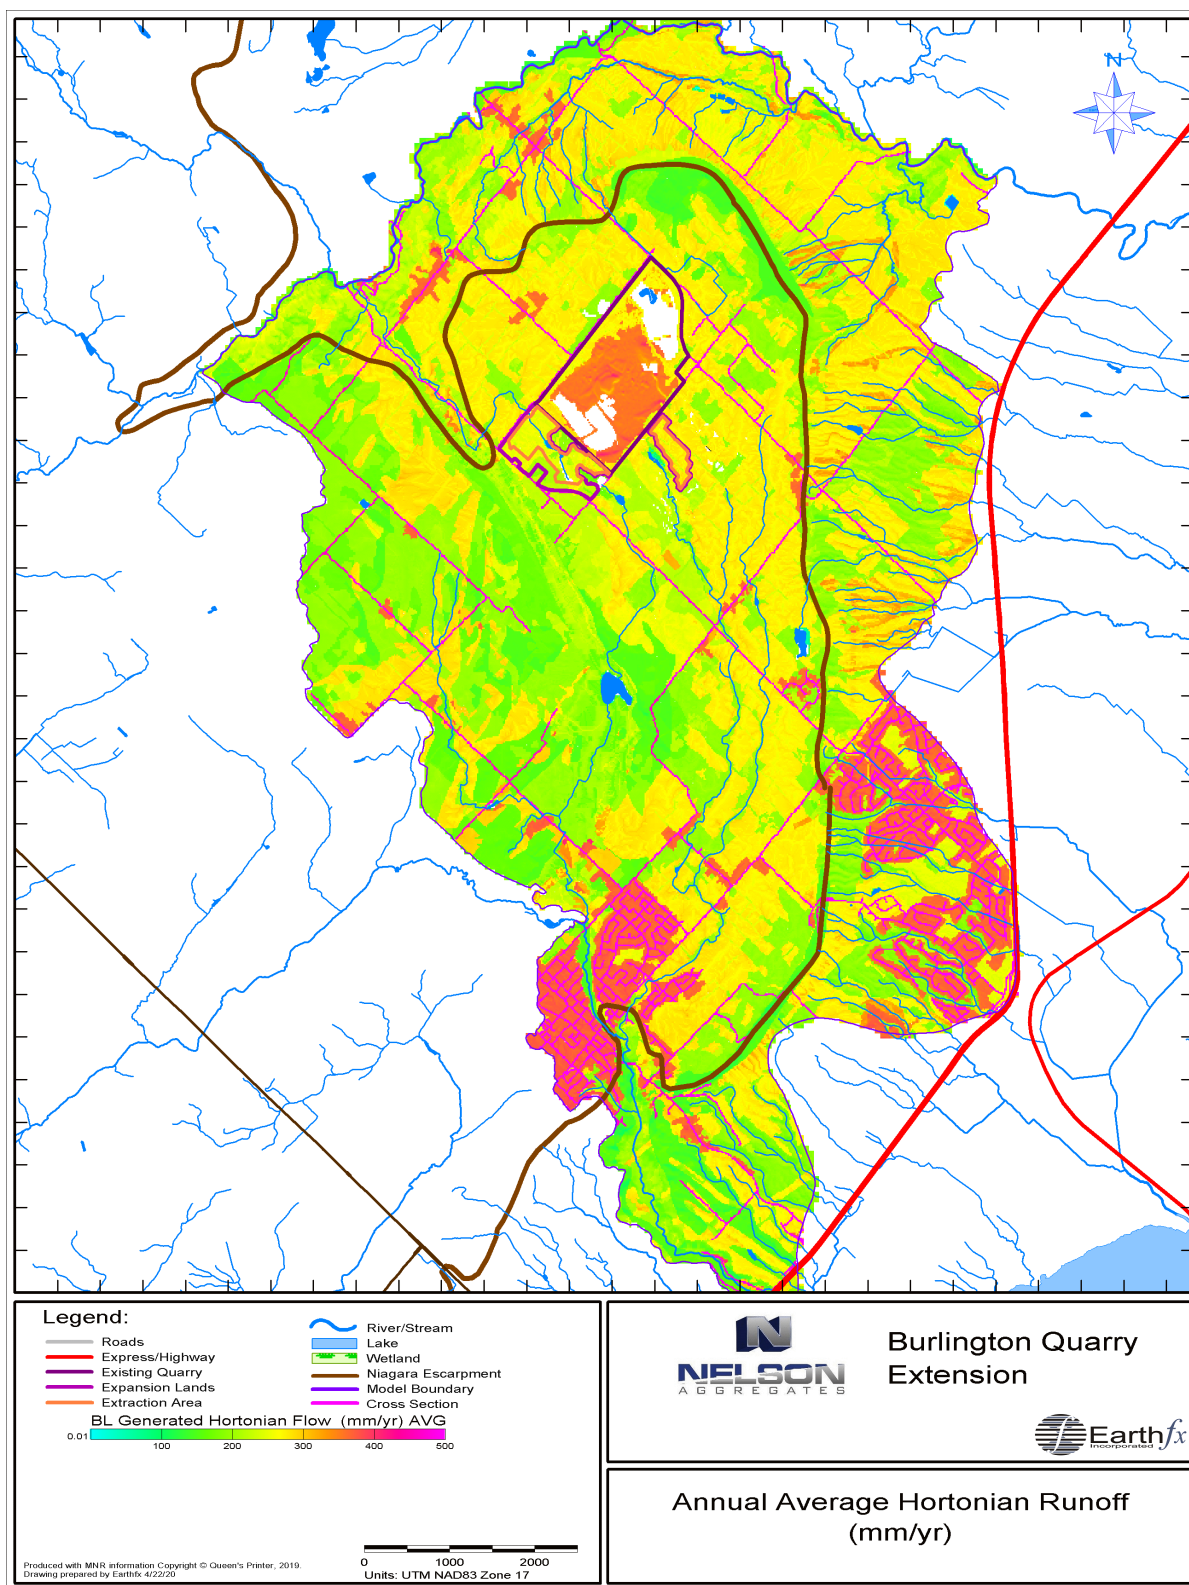 N
Legend:
Roads
Express/Highway
Existing Quarry
Expansion Lands
Extraction Area
River/Stream
Lake
Wetland
Niagara Escarpment
Model Boundary
Cross Section
BL Generated Hortonian Flow (mm/yr) AVG
0.01
100 200 300 400 500
Produced with MNR information Copyright © Queen's Printer, 2019.
Drawing prepared by Earthfx 4/22/20
0 1000 2000
Units: UTM NAD83 Zone 17
N
NELSON
AGGREGATES
Burlington Quarry
Extension
Earthfx
Incorporated
Annual Average Hortonian Runoff
(mm/yr)